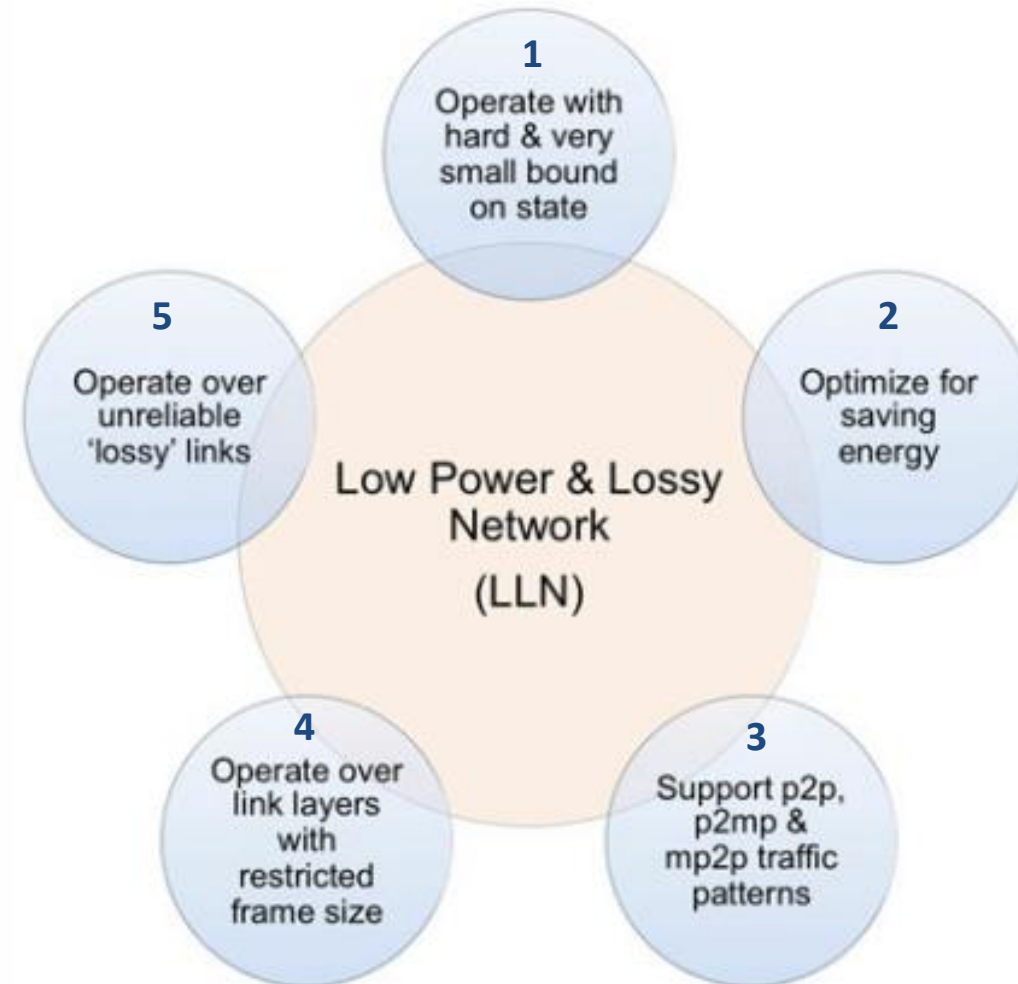 1
Operate with
hard & very
small bound
on state
5
Operate over
unreliable
‘lossy’ links
2
Optimize for
saving
energy
Low Power & Lossy
Network
(LLN)
4
Operate over
link layers
with
restricted
frame size
3
Support p2p,
p2mp &
mp2p traffic
patterns